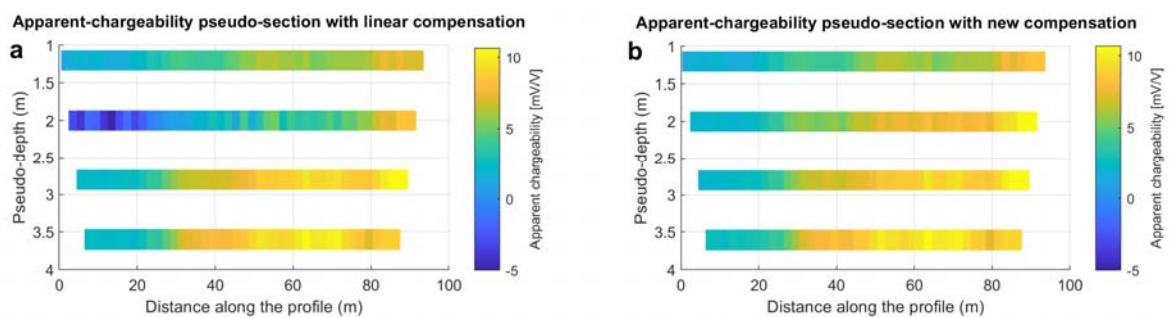 Apparent-chargeability pseudo-section with linear compensation
a
1
1.5
2
2.5
3
3.5
4
Pseudo-depth (m)
0 20 40 60 80 100
Distance along the profile (m)
10
5
0
-5
Apparent chargeability [mV/V]
Apparent-chargeability pseudo-section with new compensation
b
1
1.5
2
2.5
3
3.5
4
Pseudo-depth (m)
0 20 40 60 80 100
Distance along the profile (m)
10
5
0
-5
Apparent chargeability [mV/V]